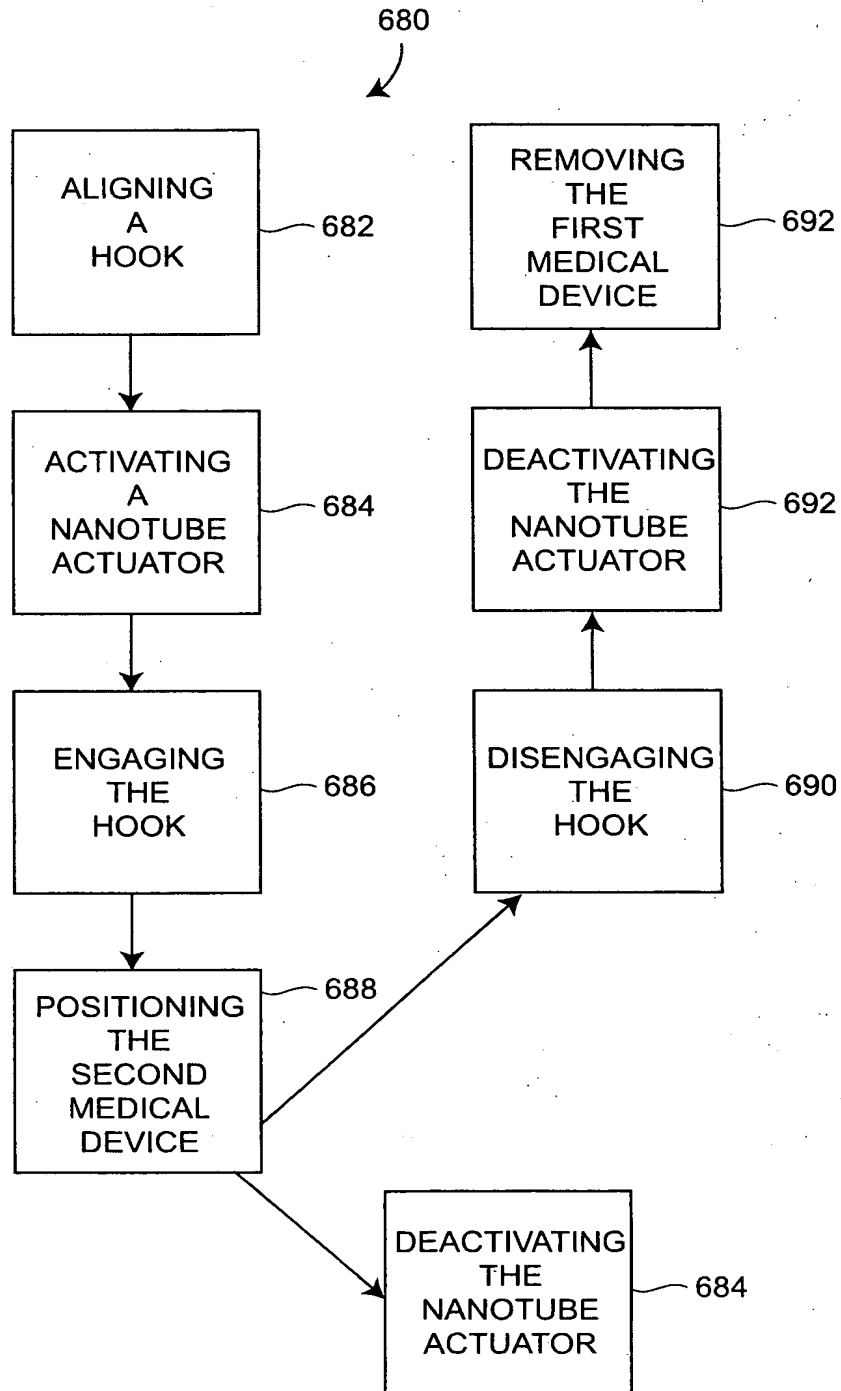 680
ALIGNING
A
HOOK
682
ACTIVATING
A
NANOTUBE
ACTUATOR
684
ENGAGING
THE
HOOK
686
POSITIONING
THE
SECOND
MEDICAL
DEVICE
688
REMOVING
THE
FIRST
MEDICAL
DEVICE
692
DEACTIVATING
THE
NANOTUBE
ACTUATOR
692
DISENGAGING
THE
HOOK
690
DEACTIVATING
THE
NANOTUBE
ACTUATOR
684